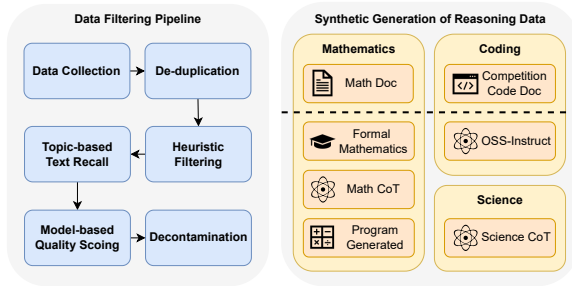 Data Filtering Pipeline
Data Collection
De-duplication
Topic-based
Text Recall
Heuristic
Filtering
Model-based
Quality Scoing
Decontamination
Synthetic Generation of Reasoning Data
Mathematics
Math Doc
Formal
Mathematics
Math CoT
Program
Generated
Coding
Competition
Code Doc
OSS-Instruct
Science
Science CoT